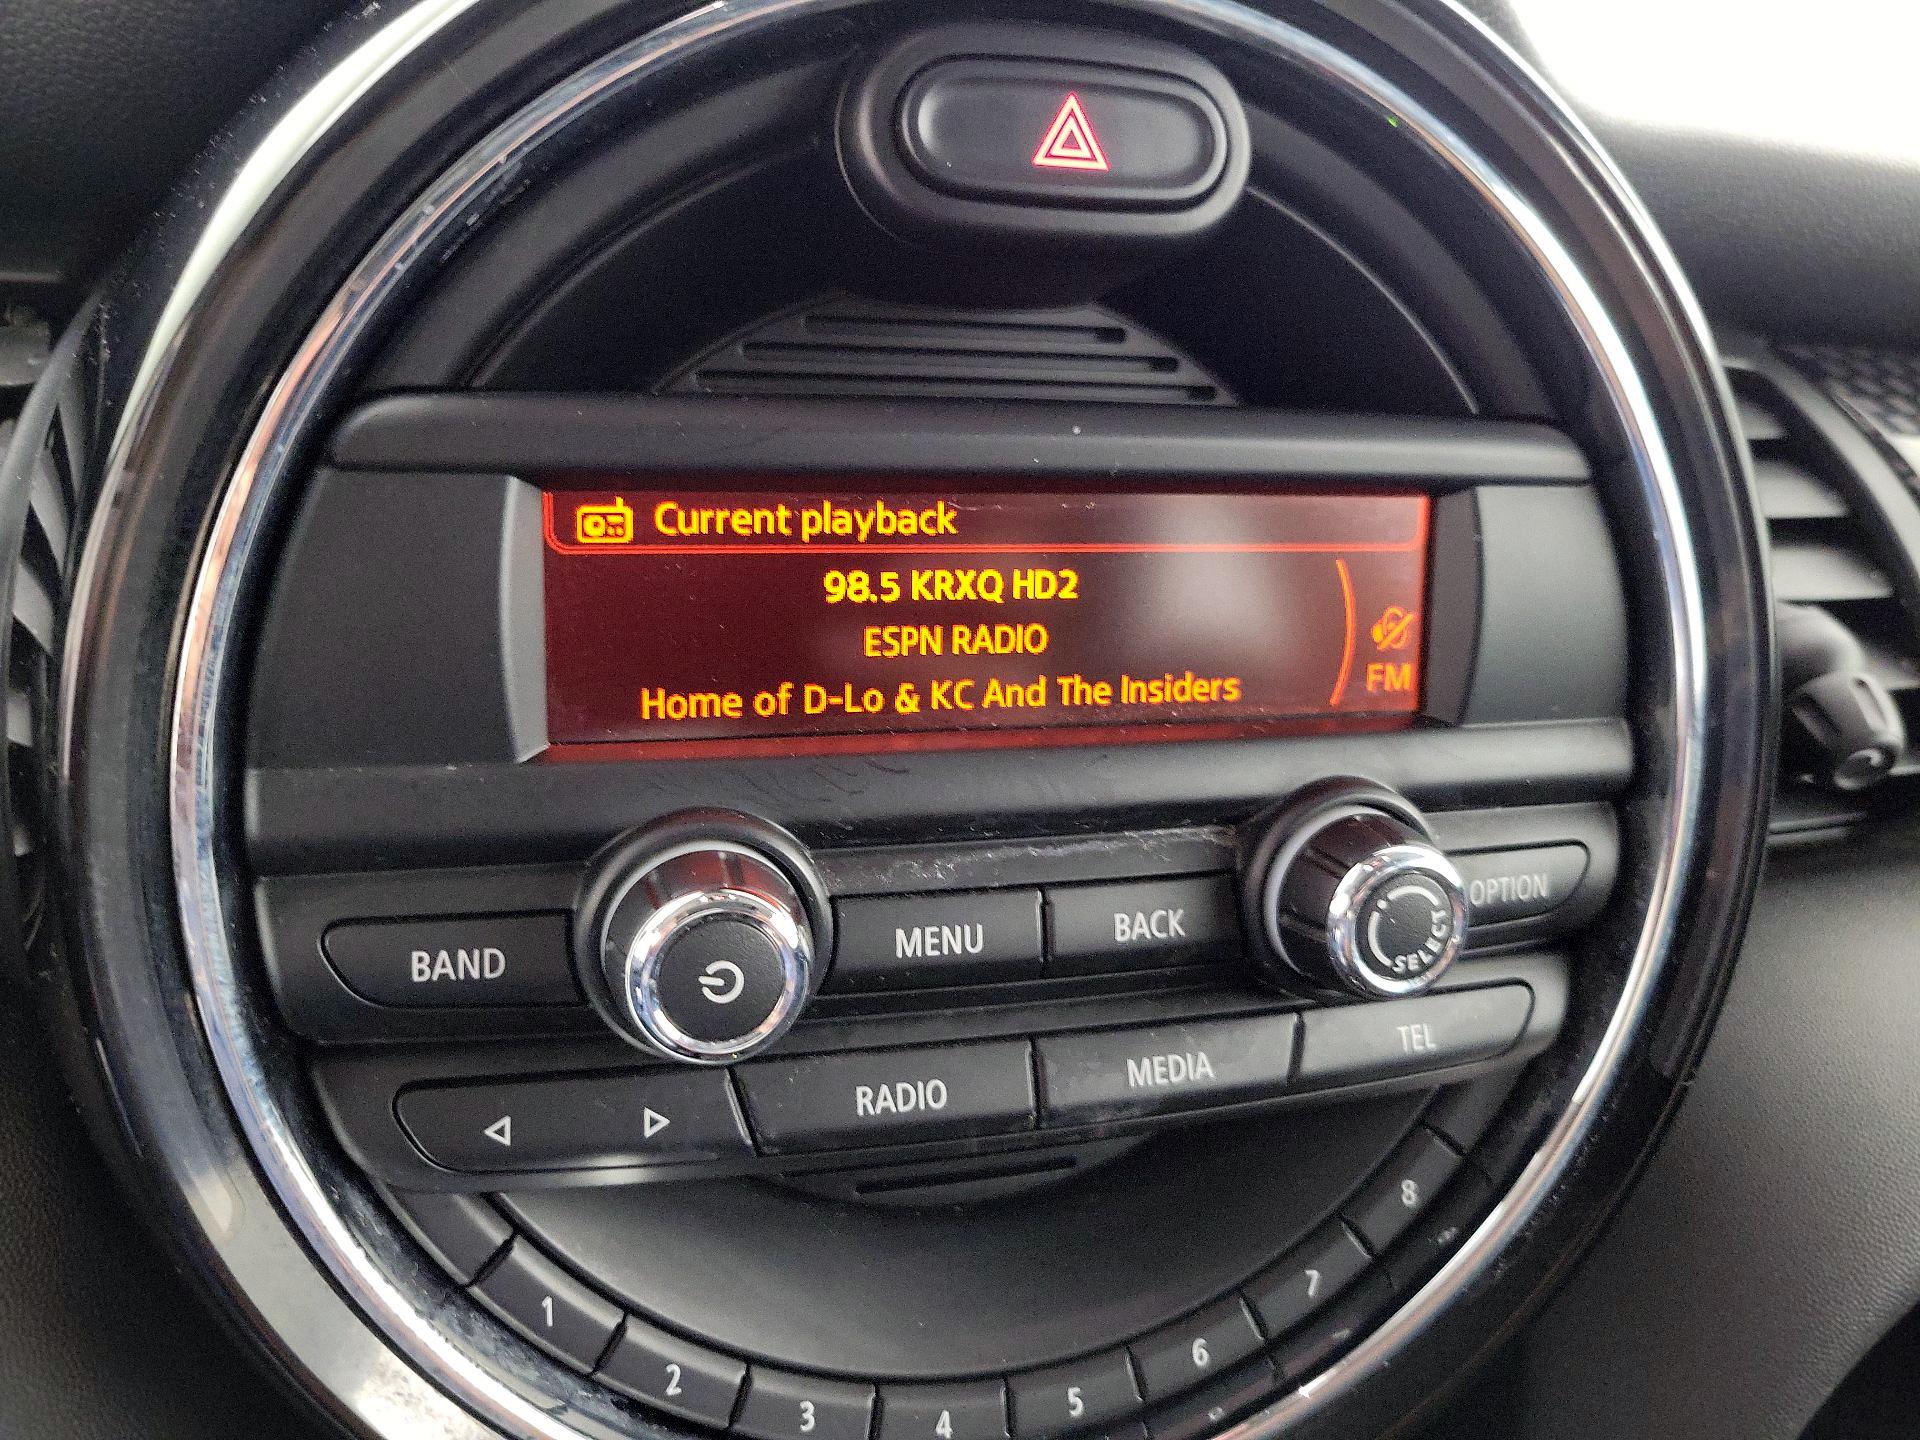 Current playback
98.5 KRXQ HD2
ESPN RADIO
Home of D-Lo & KC And The Insiders
FM
BAND
MENU
BACK
SELECT
OPTION
RADIO
MEDIA
TEL
1
2
3
4
5
6
7
8